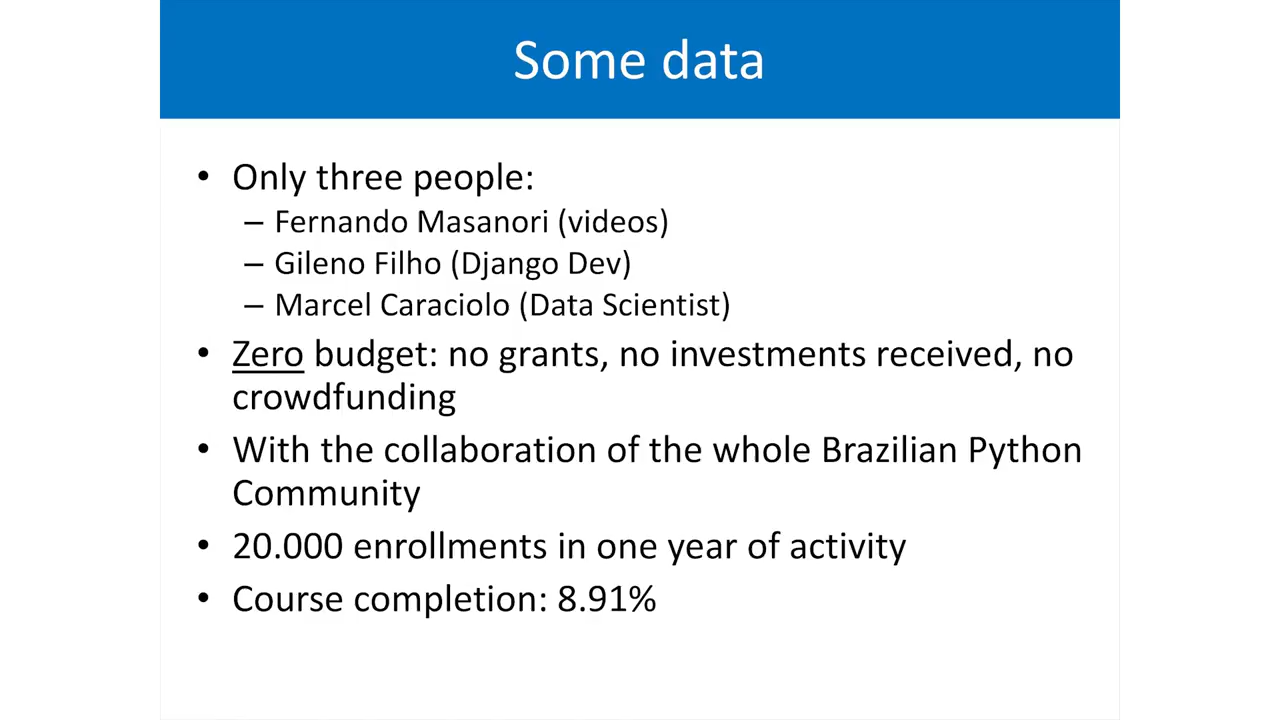 Some data
• Only three people:
– Fernando Masanori (videos)
– Gileno Filho (Django Dev)
– Marcel Caraciolo (Data Scientist)
• Zero budget: no grants, no investments received, no
crowdfunding
• With the collaboration of the whole Brazilian Python
Community
• 20.000 enrollments in one year of activity
• Course completion: 8.91%